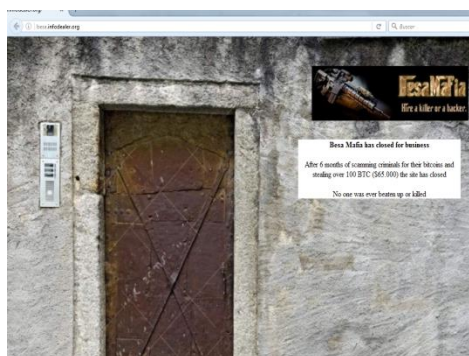 besa.infodealer.org
Buscar
BesaMafia
Hire a killer or a hacker.
Besa Mafia has closed for business
After 6 months of scamming criminals for their bitcoins and
stealing over 100 BTC ($65.000) the site has closed
No one was ever beaten up or killed